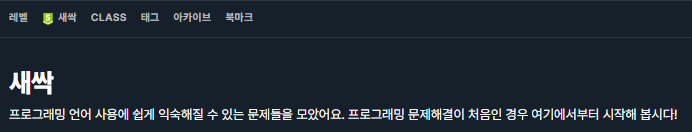 레벨 5 새싹 CLASS 태그 아카이브 북마크
새싹
프로그래밍 언어 사용에 쉽게 익숙해질 수 있는 문제들을 모았어요. 프로그래밍 문제해결이 처음인 경우 여기에서부터 시작해 봅시다!